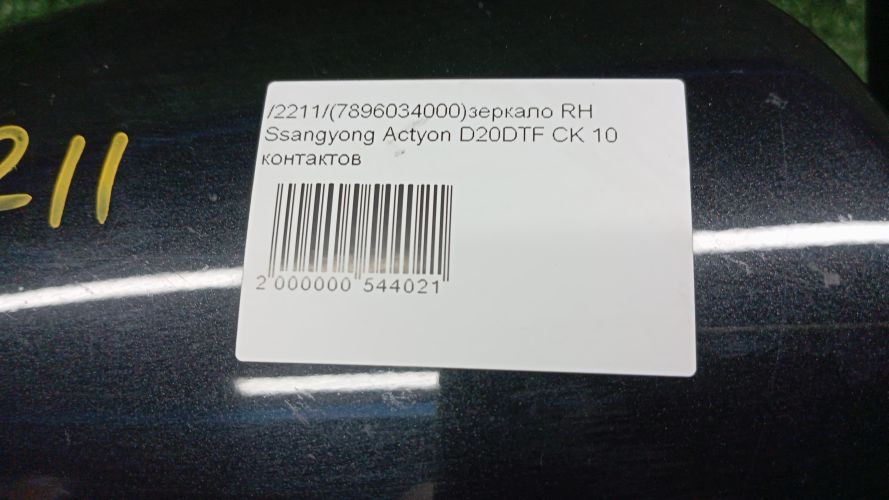 /2211/(7896034000)зеркало RH
Ssangyong Actyon D20DTF CK 10
контактов
2 000000 544021
211